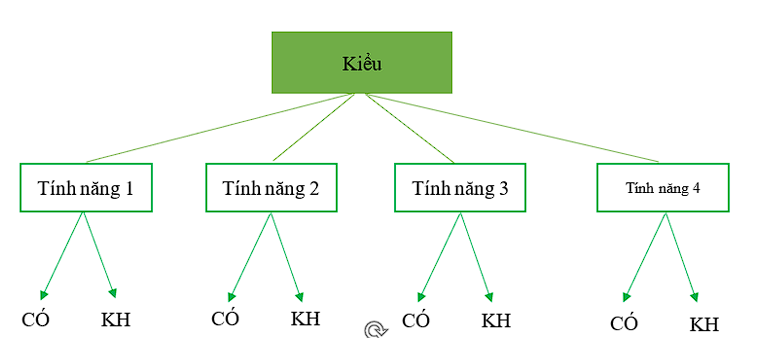 Kiểu
Tính năng 1
Tính năng 2
Tính năng 3
Tính năng 4
CÓ
KH
CÓ
KH
CÓ
KH
CÓ
KH